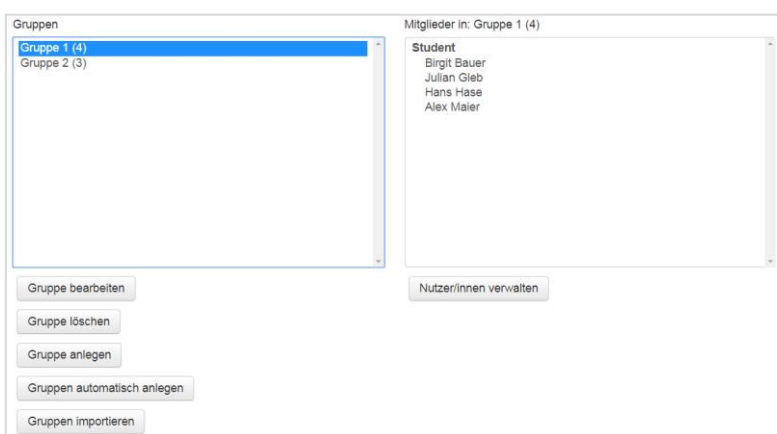 Gruppen
Gruppe 1 (4)
Gruppe 2 (3)
Gruppe bearbeiten
Gruppe löschen
Gruppe anlegen
Gruppen automatisch anlegen
Gruppen importieren
Mitglieder in: Gruppe 1 (4)
Student
Birgit Bauer
Julian Gleb
Hans Hase
Alex Maier
Nutzer/innen verwalten